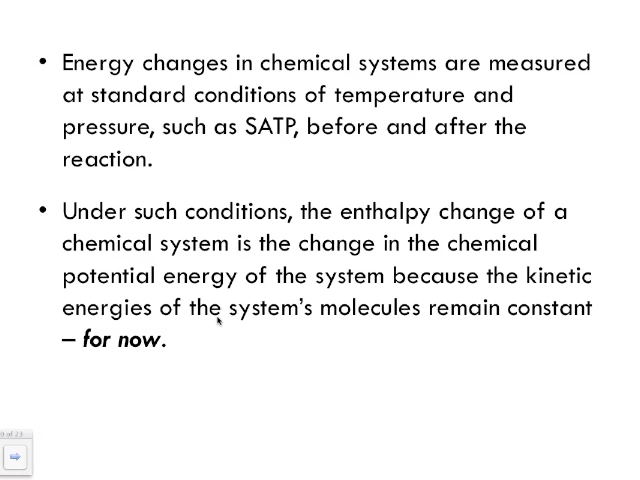 • Energy changes in chemical systems are measured
at standard conditions of temperature and
pressure, such as SATP, before and after the
reaction.
• Under such conditions, the enthalpy change of a
chemical system is the change in the chemical
potential energy of the system because the kinetic
energies of the system's molecules remain constant
– for now.
of 23